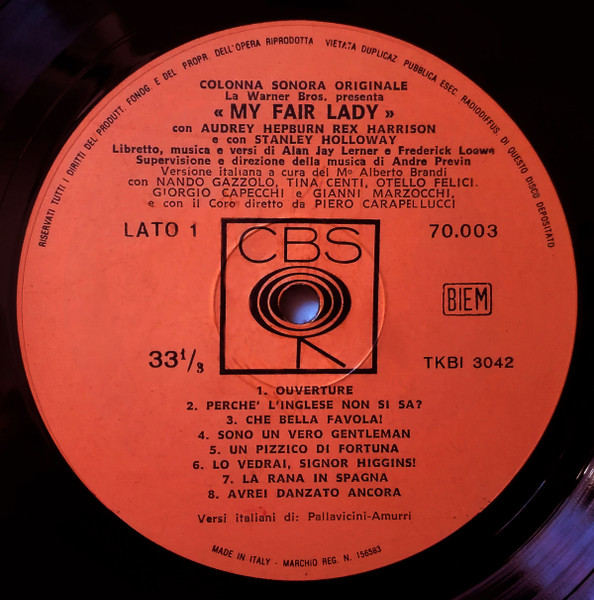 RISERVATI TUTTI I DIRITTI DEL PRODUTT. FONOG. E DEL PROPR DELL'OPERA RIPRODOTTA VIETATA DUPLICAZ PUBBLICA ESEC. RADIODIFFUS. DI QUESTO DISCO DEPOSITATO
COLONNA SONORA ORIGINALE
La Warner Bros. presenta
« MY FAIR LADY »
con AUDREY HEPBURN REX HARRISON
e con STANLEY HOLLOWAY
Libretto, musica e versi di Alan Jay Lerner e Frederick Loewe
Supervisione e direzione della musica di Andre Previn
Versione italiana a cura del Mº Alberto Brandi
con NANDO GAZZOLO, TINA CENTI, OTELLO FELICI.
GIORGIO CAPECCHI e GIANNI MARZOCCHI,
e con il Coro diretto da PIERO CARAPELLUCCI
LATO 1
CBS
70.003
BIEM
33 1/3
TKBI 3042
1. OUVERTURE
2. PERCHE' L'INGLESE NON SI SA?
3. CHE BELLA FAVOLA!
4. SONO UN VERO GENTLEMAN
5. UN PIZZICO DI FORTUNA
6. LO VEDRAI, SIGNOR HIGGINS!
7. LA RANA IN SPAGNA
8. AVREI DANZATO ANCORA
Versi italiani di: Pallavicini-Amurri
MADE IN ITALY - MARCHIO REG. N. 156583